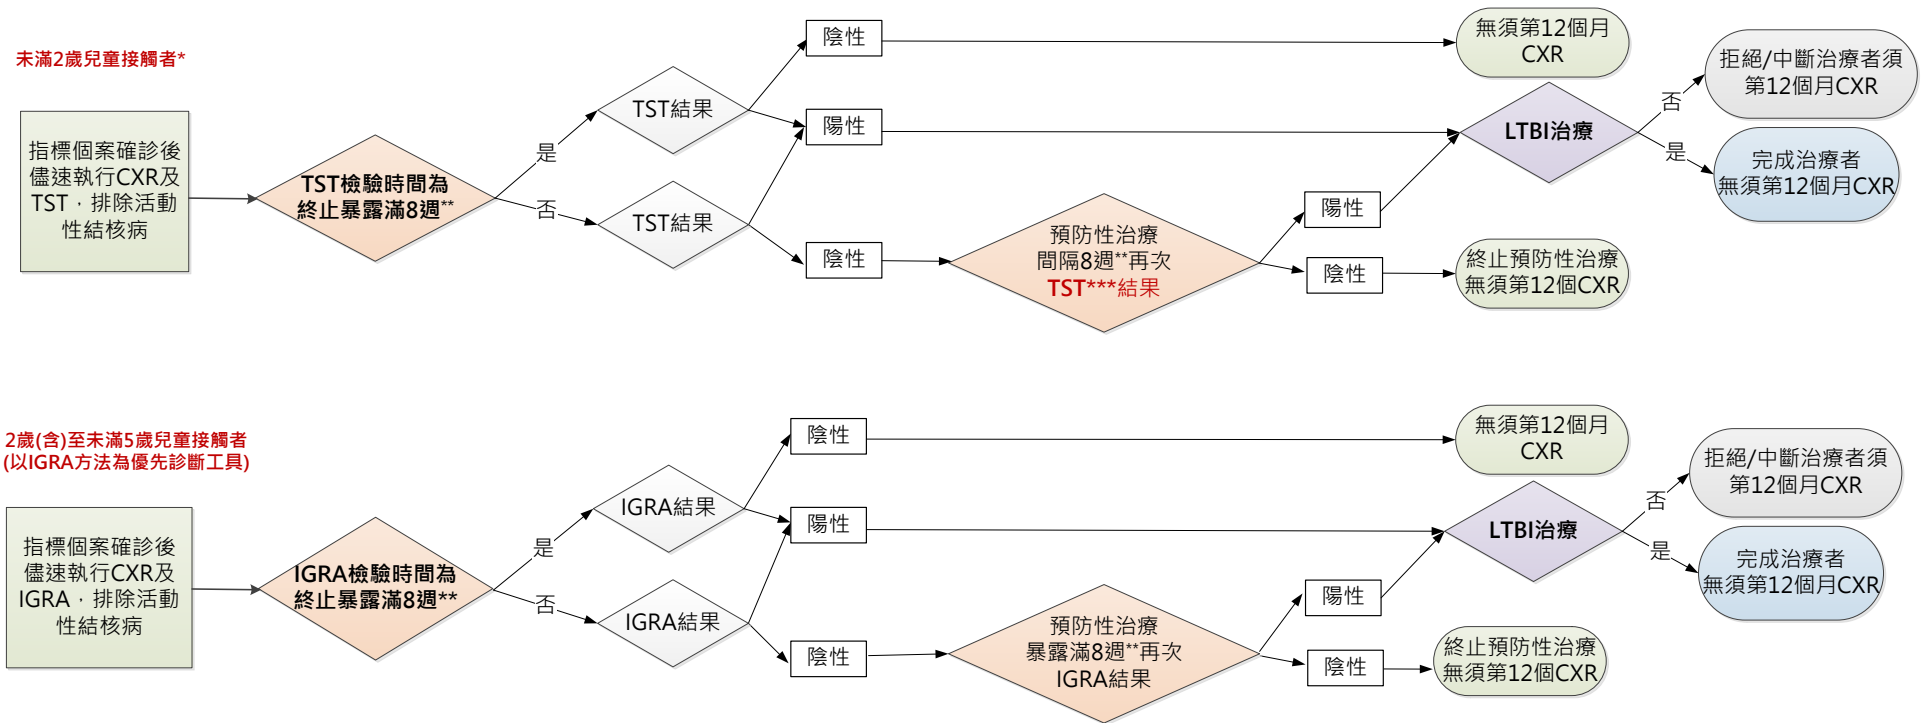 未滿2歲兒童接觸者*
指標個案確診後
儘速執行CXR及
TST，排除活動
性結核病
TST檢驗時間為
終止暴露滿8週**
是
否
TST結果
TST結果
陰性
陽性
陰性
預防性治療
間隔8週**再次
TST***結果
陽性
陰性
無須第12個月
CXR
LTBI治療
終止預防性治療
無須第12個CXR
否
是
拒絕/中斷治療者須
第12個月CXR
完成治療者
無須第12個月CXR
2歲(含)至未滿5歲兒童接觸者
(以IGRA方法為優先診斷工具)
指標個案確診後
儘速執行CXR及
IGRA，排除活動
性結核病
IGRA檢驗時間為
終止暴露滿8週**
是
否
IGRA結果
IGRA結果
陰性
陽性
陰性
預防性治療
暴露滿8週**再次
IGRA結果
陽性
陰性
無須第12個月
CXR
LTBI治療
終止預防性治療
無須第12個CXR
否
是
拒絕/中斷治療者須
第12個月CXR
完成治療者
無須第12個月CXR